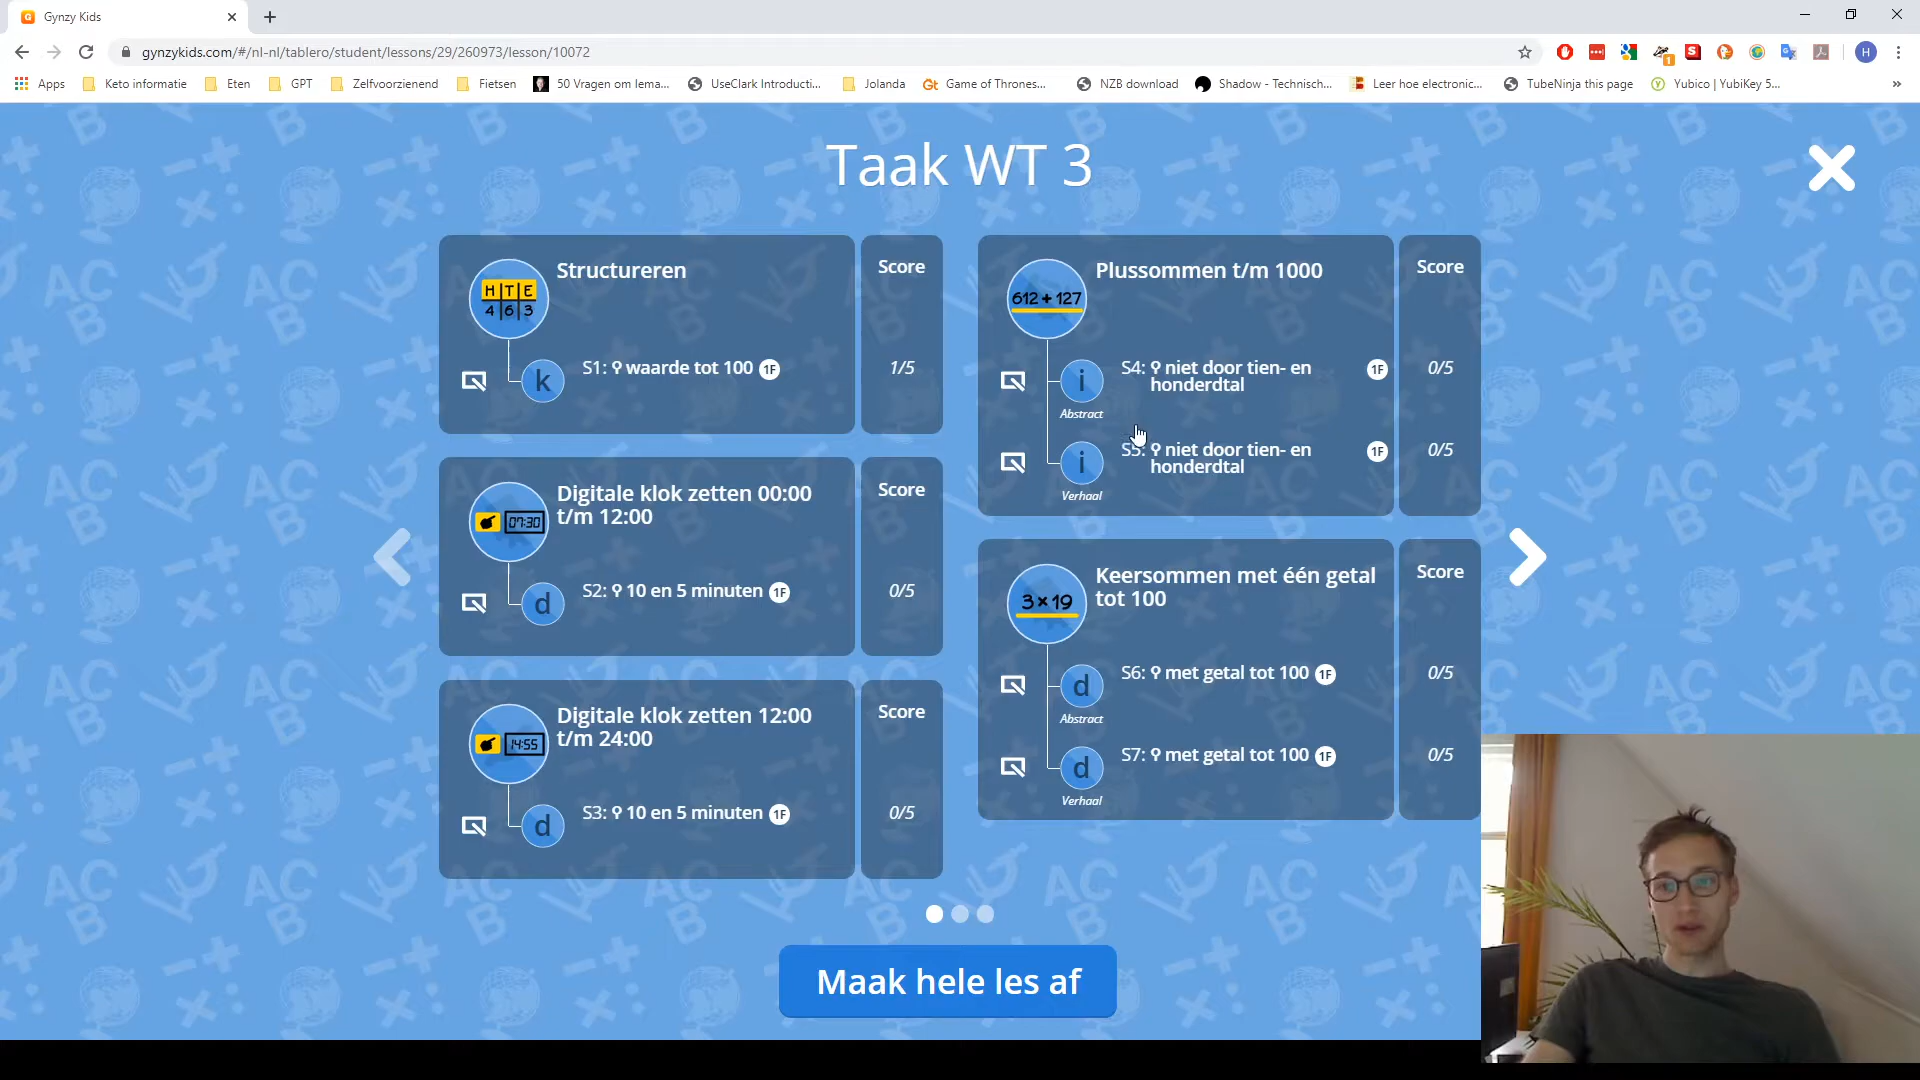 Gynzy Kids
gynzykids.com/#/nl-nl/tablero/student/lessons/29/260973/lesson/10072
H
Apps
Keto informatie
Eten
GPT
Zelfvoorzienend
Fietsen
50 Vragen om Iema...
UseClark Introducti...
Jolanda
Gt Game of Thrones...
NZB download
Shadow - Technisch...
Leer hoe electronic...
TubeNinja this page
Yubico | YubiKey 5...
»
Taak WT 3
H T E
4 6 3
Structureren
Score
k
S1: waarde tot 100 1F
1/5
07:30
Digitale klok zetten 00:00
t/m 12:00
Score
d
S2: 10 en 5 minuten 1F
0/5
14:55
Digitale klok zetten 12:00
t/m 24:00
Score
d
S3: 10 en 5 minuten 1F
0/5
612 + 127
Plussommen t/m 1000
Score
i
Abstract
S4: niet door tien- en
honderdtal
1F
0/5
i
Verhaal
S5: niet door tien- en
honderdtal
1F
0/5
3 × 19
Keersommen met één getal
tot 100
Score
d
Abstract
S6: met getal tot 100 1F
0/5
d
Verhaal
S7: met getal tot 100 1F
0/5
Maak hele les af